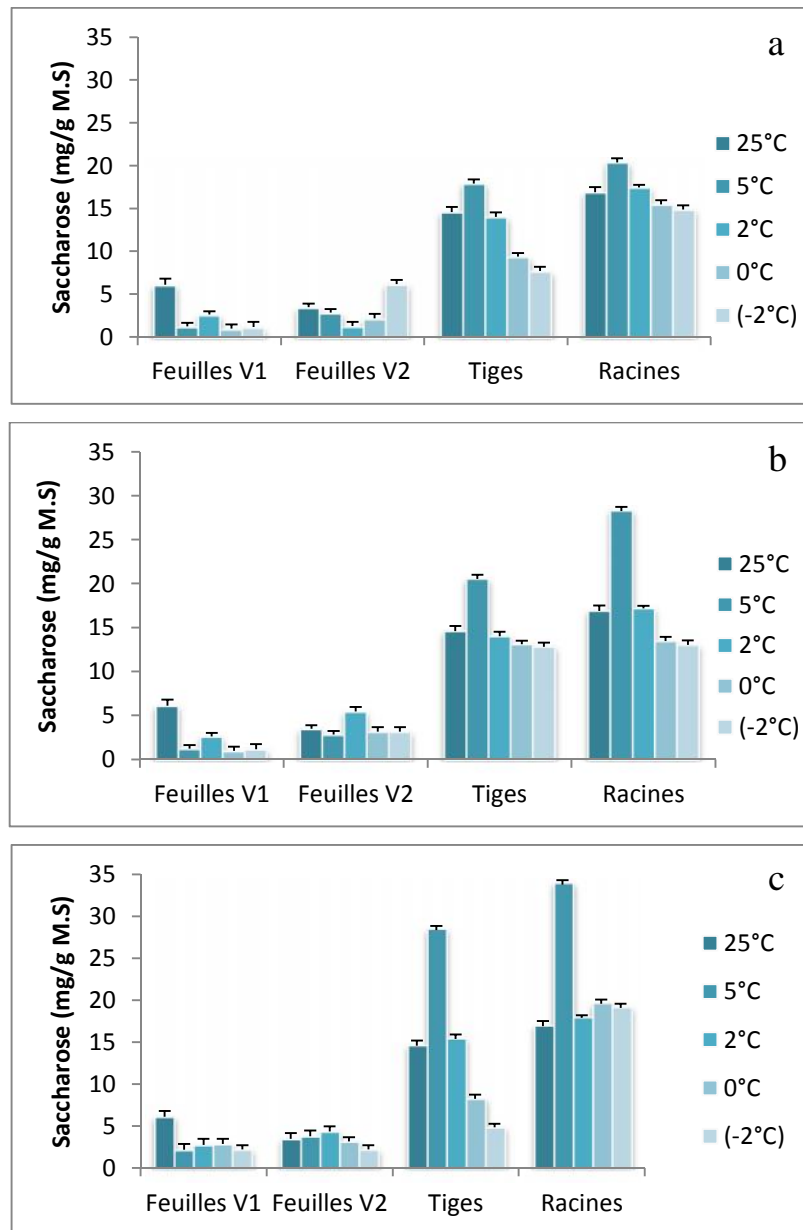 a
Saccharose (mg/g M.S)
35
30
25
20
15
10
5
0
Feuilles V1 Feuilles V2 Tiges Racines
25°C
5°C
2°C
0°C
(-2°C)
b
Saccharose (mg/g M.S)
35
30
25
20
15
10
5
0
Feuilles V1 Feuilles V2 Tiges Racines
25°C
5°C
2°C
0°C
(-2°C)
c
Saccharose (mg/g M.S)
35
30
25
20
15
10
5
0
Feuilles V1 Feuilles V2 Tiges Racines
25°C
5°C
2°C
0°C
(-2°C)